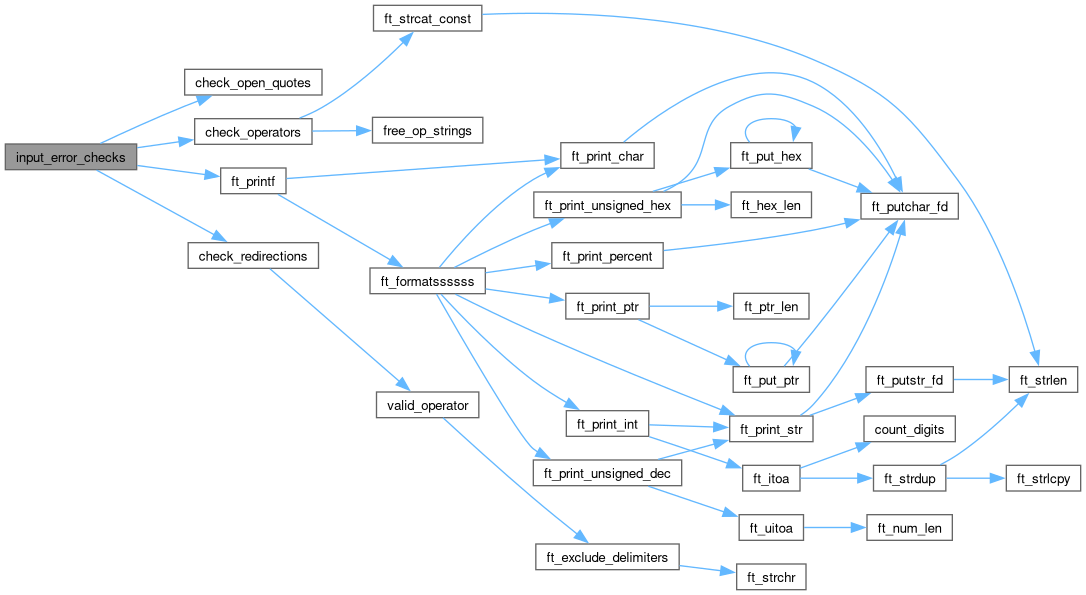 ft_strcat_const
check_open_quotes
check_operators
free_op_strings
input_error_checks
ft_print_char
ft_put_hex
ft_printf
ft_print_unsigned_hex
ft_hex_len
ft_putchar_fd
check_redirections
ft_print_percent
ft_formatssssss
ft_print_ptr
ft_ptr_len
ft_put_ptr
ft_putstr_fd
ft_strlen
valid_operator
ft_print_int
ft_print_str
count_digits
ft_print_unsigned_dec
ft_itoa
ft_strdup
ft_strlcpy
ft_uitoa
ft_num_len
ft_exclude_delimiters
ft_strchr